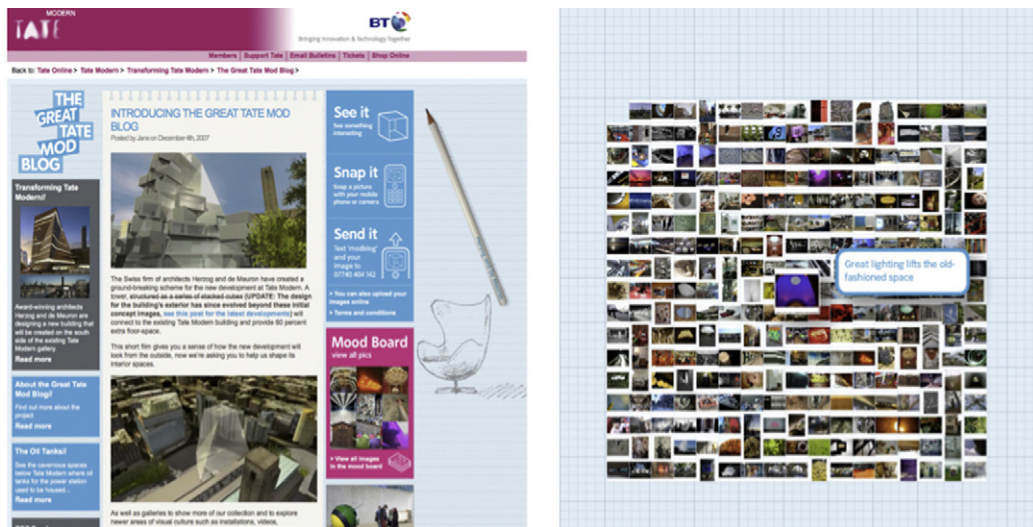 MODERN
TATE
BT
Bringing Innovation & Technology Together
Members | Support Tate | Email Bulletins | Tickets | Shop Online
Back to: Tate Online > Tate Modern > Transforming Tate Modern > The Great Tate Mod Blog >
THE
GREAT
TATE
MOD
BLOG
Transforming Tate
Modern//
Award-winning architects
Herzog and de Meuron are
designing a new building that
will be created on the south
side of the existing Tate
Modern gallery.
Read more
About the Great Tate
Mod Blog//
Find out more about the
project
Read more
The Oil Tanks//
See the cavernous spaces
below Tate Modern where oil
tanks for the power station
used to be housed...
Read more
INTRODUCING THE GREAT TATE MOD
BLOG
Posted by Jane on December 4th, 2007
The Swiss firm of architects Herzog and de Meuron have created a
ground-breaking scheme for the new development at Tate Modern. A
tower, structured as a series of stacked cubes (UPDATE: The design
for the building's exterior has since evolved beyond these initial
concept images, see this post for the latest developments) will
connect to the existing Tate Modern building and provide 60 percent
extra floor-space.
This short film gives you a sense of how the new development will
look from the outside, now we're asking you to help us shape its
interior spaces.
As well as galleries to show more of our collection and to explore
newer areas of visual culture such as installations, videos,
See it
See something
interesting
Snap it
Snap a picture
with your mobile
phone or camera
Send it
Text 'modblog'
and your
image to
07740 404 142
> You can also upload your
images online
> Terms and conditions
Mood Board
view all pics
> View all images
in the mood board
Great lighting lifts the old-
fashioned space